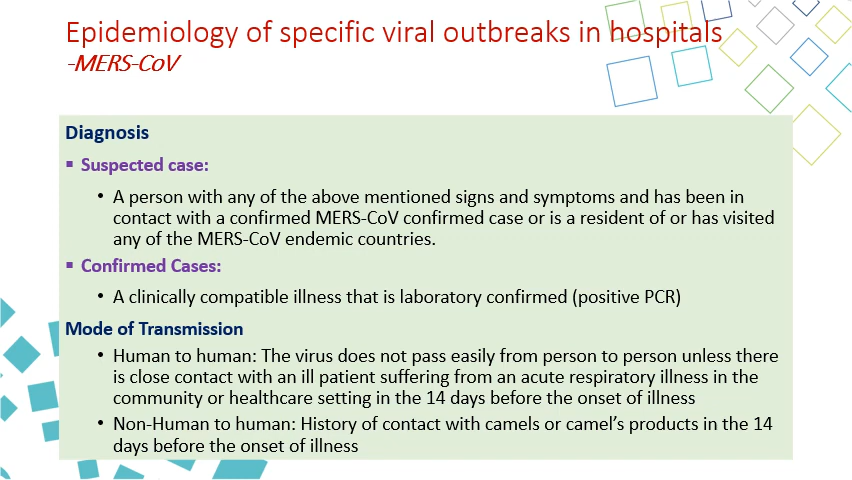 Epidemiology of specific viral outbreaks in hospitals
-MERS-CoV
Diagnosis
▪ Suspected case:
• A person with any of the above mentioned signs and symptoms and has been in
contact with a confirmed MERS-CoV confirmed case or is a resident of or has visited
any of the MERS-CoV endemic countries.
▪ Confirmed Cases:
• A clinically compatible illness that is laboratory confirmed (positive PCR)
Mode of Transmission
• Human to human: The virus does not pass easily from person to person unless there
is close contact with an ill patient suffering from an acute respiratory illness in the
community or healthcare setting in the 14 days before the onset of illness
• Non-Human to human: History of contact with camels or camel’s products in the 14
days before the onset of illness